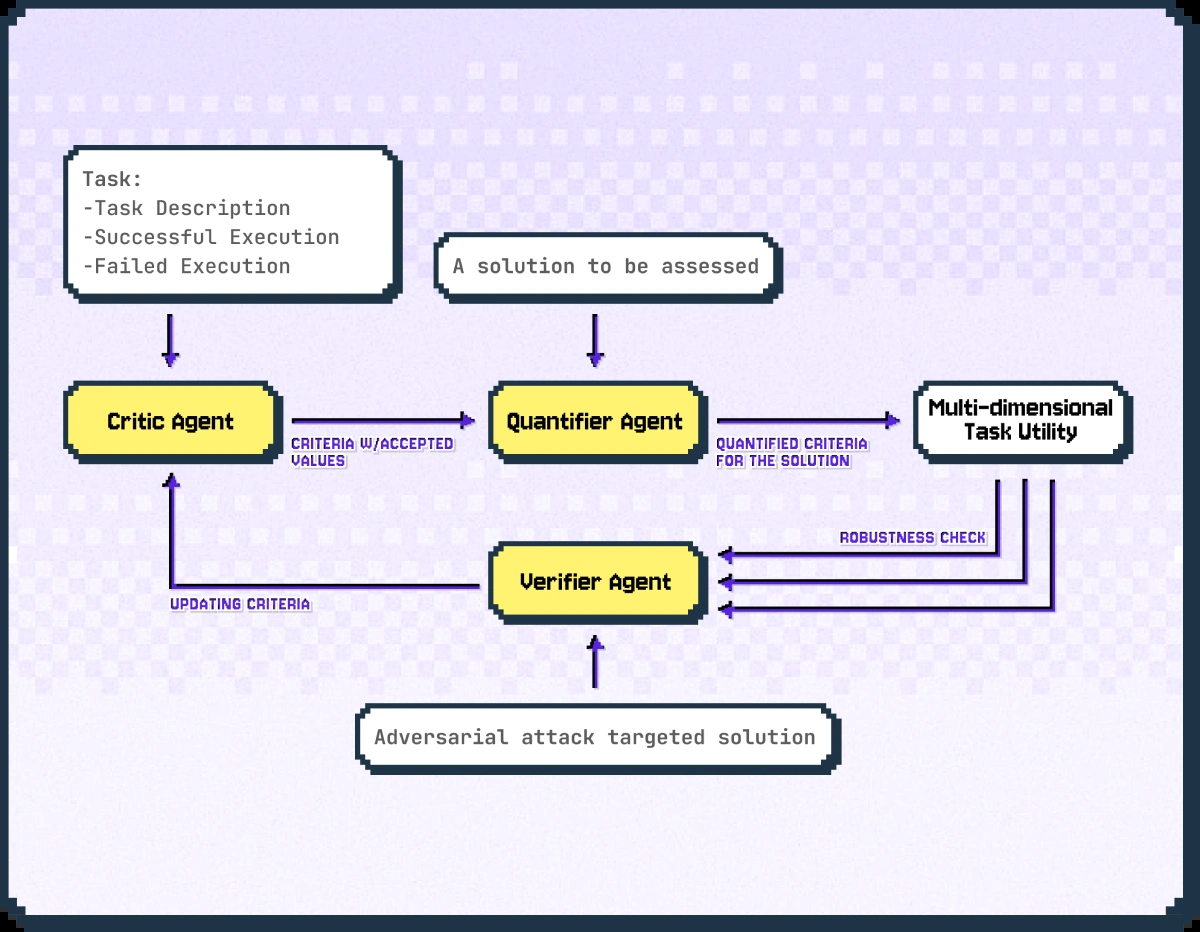 Task:
-Task Description
-Successful Execution
-Failed Execution
A solution to be assessed
Critic Agent
CRITERIA W/ACCEPTED
VALUES
Quantifier Agent
QUANTIFIED CRITERIA
FOR THE SOLUTION
Multi-dimensional
Task Utility
ROBUSTNESS CHECK
Verifier Agent
UPDATING CRITERIA
Adversarial attack targeted solution